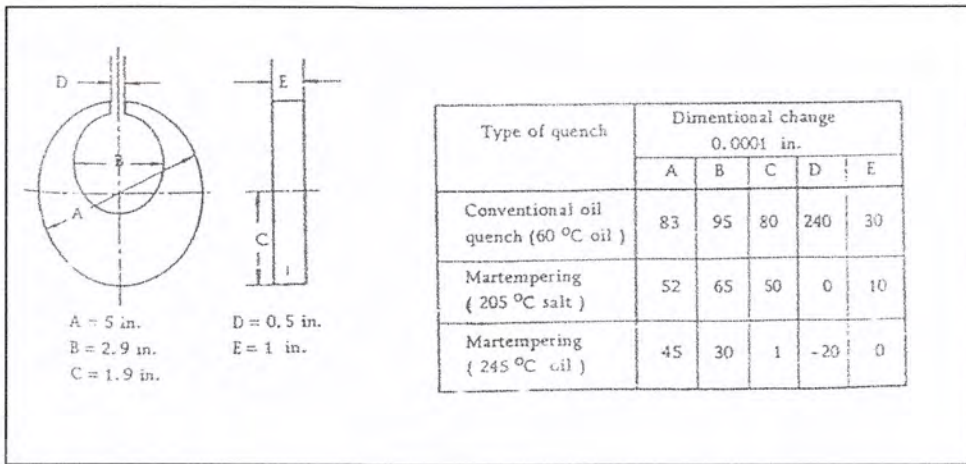 D
E
B
A
C
A = 5 in.
B = 2.9 in.
C = 1.9 in.
D = 0.5 in.
E = 1 in.
Type of quench
Dimentional change
0.0001 in.
A B C D E
Conventional oil
quench (60 °C oil ) 83 95 80 240 30
Martempering
( 205 °C salt ) 52 65 50 0 10
Martempering
( 245 °C oil ) 45 30 1 -20 0